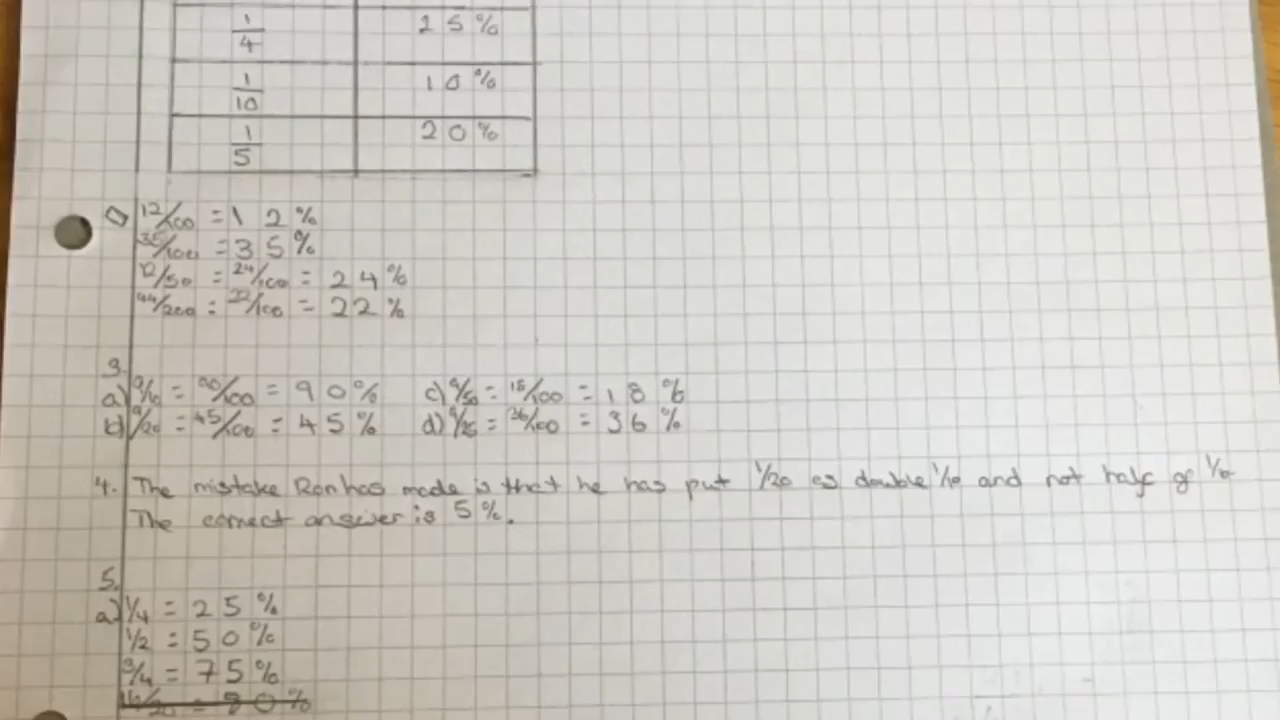 1/4 25%
1/10 10%
1/5 20%
12/100 = 12%
35/100 = 35%
12/50 = 24/100 = 24%
44/200 = 22/100 = 22%
3.
a) 9/10 = 90/100 = 90% c) 9/50 = 18/100 = 18%
b) 9/20 = 45/100 = 45% d) 9/25 = 36/100 = 36%
4. The mistake Ron has made is that he has put 1/20 as double 1/10 and not half of 1/10
The correct answer is 5%.
5.
a) 1/4 = 25%
1/2 = 50%
3/4 = 75%
16/20 = 80%